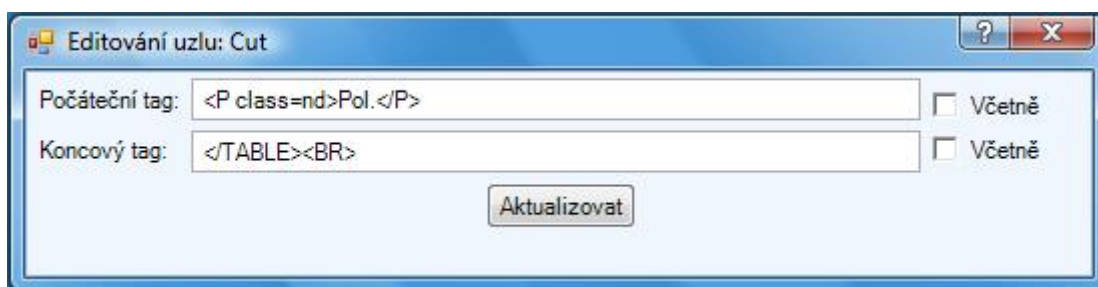 Editování uzlu: Cut
Počáteční tag: <P class=nd>Pol.</P> Včetně
Koncový tag: </TABLE><BR> Včetně
Aktualizovat